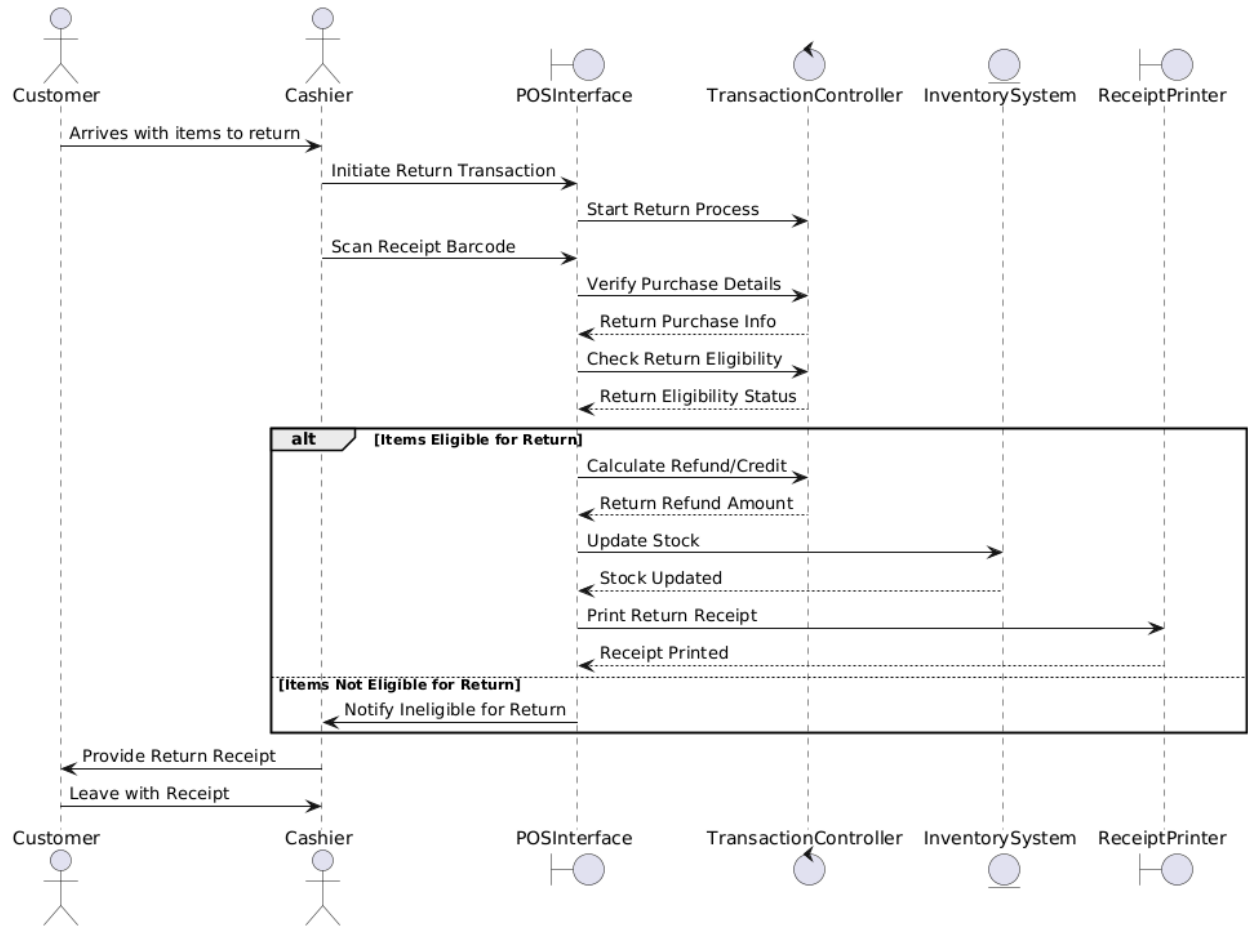 Customer Cashier POSInterface TransactionController InventorySystem ReceiptPrinter
Arrives with items to return
Initiate Return Transaction
Start Return Process
Scan Receipt Barcode
Verify Purchase Details
Return Purchase Info
Check Return Eligibility
Return Eligibility Status
alt [Items Eligible for Return]
Calculate Refund/Credit
Return Refund Amount
Update Stock
Stock Updated
Print Return Receipt
Receipt Printed
[Items Not Eligible for Return]
Notify Ineligible for Return
Provide Return Receipt
Leave with Receipt
Customer Cashier POSInterface TransactionController InventorySystem ReceiptPrinter